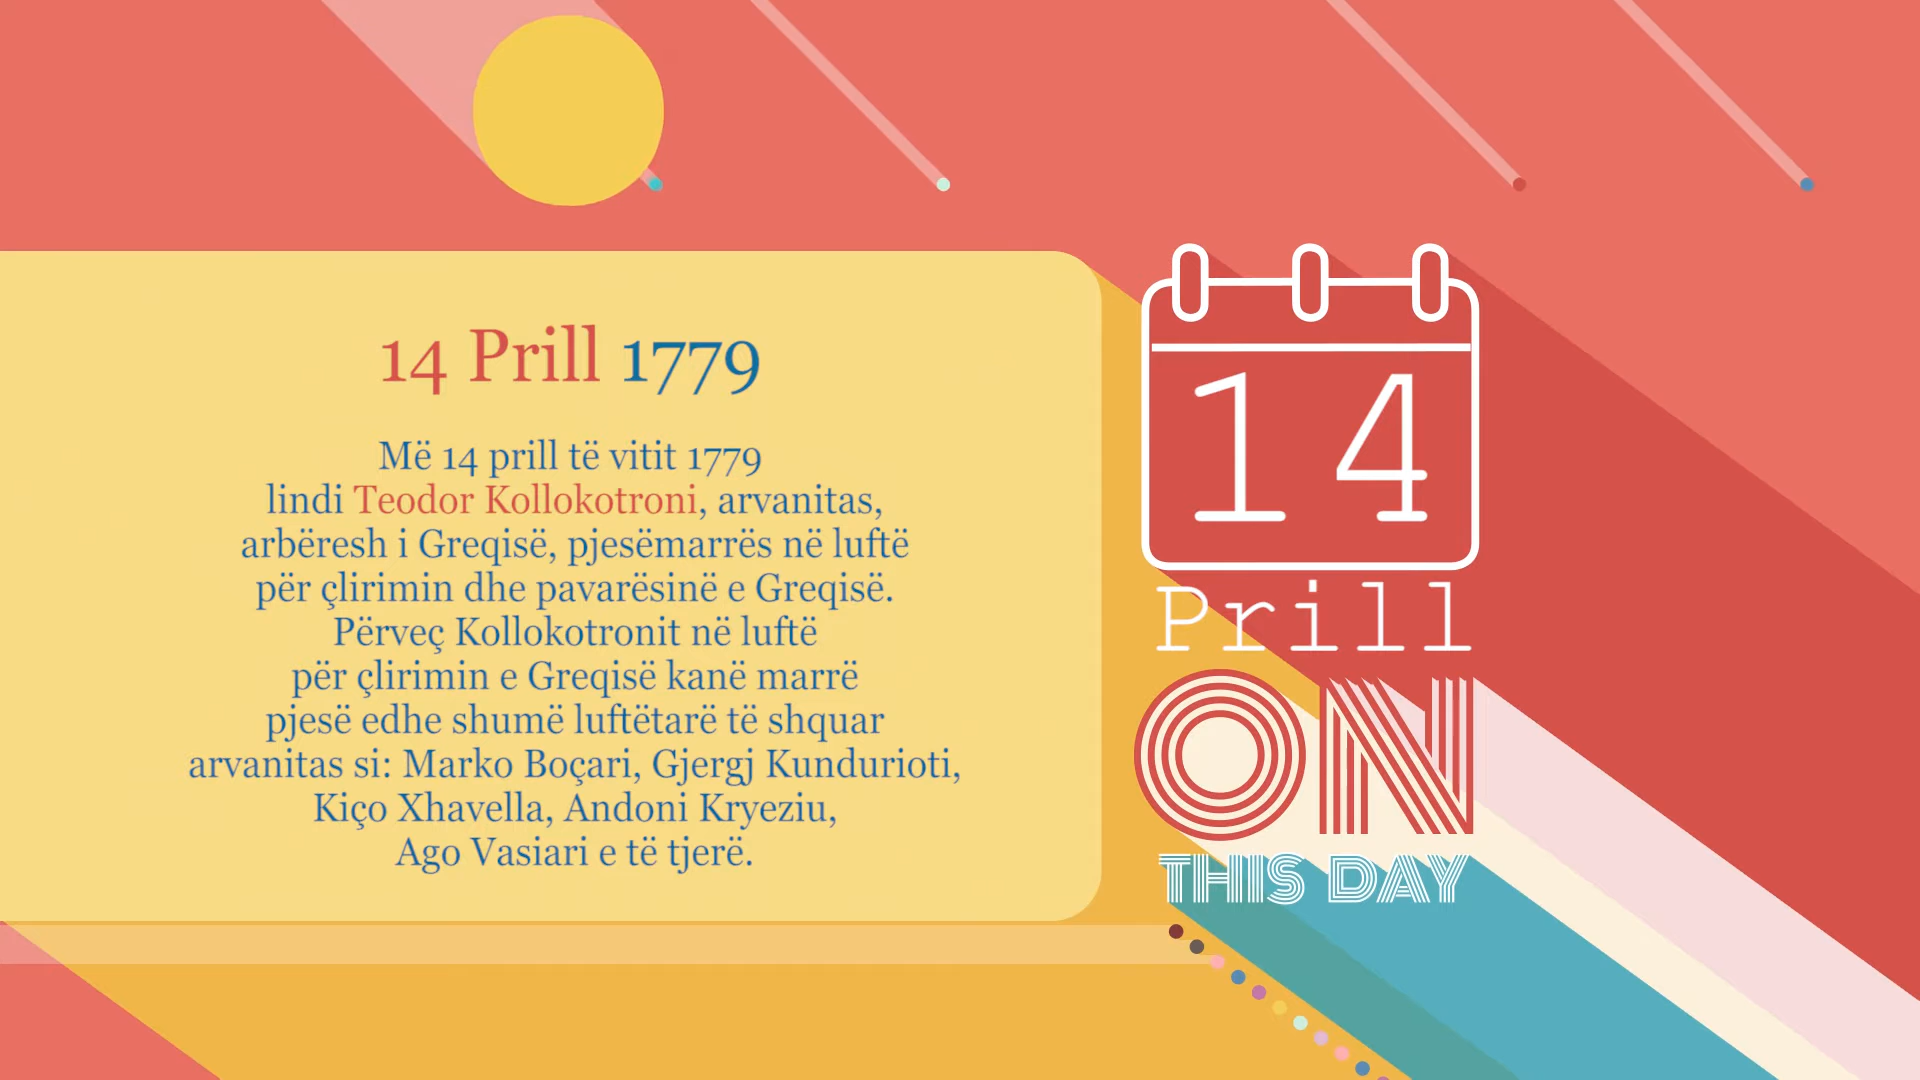 14 Prill 1779
Më 14 prill të vitit 1779
lindi Teodor Kollokotroni, arvanitas,
arbëresh i Greqisë, pjesëmarrës në luftë
për çlirimin dhe pavarësinë e Greqisë.
Përveç Kollokotronit në luftë
për çlirimin e Greqisë kanë marrë
pjesë edhe shumë luftëtarë të shquar
arvanitas si: Marko Boçari, Gjergj Kundurioti,
Kiço Xhavella, Andoni Kryeziu,
Ago Vasiari e të tjerë.
14
Prill
ON
THIS DAY